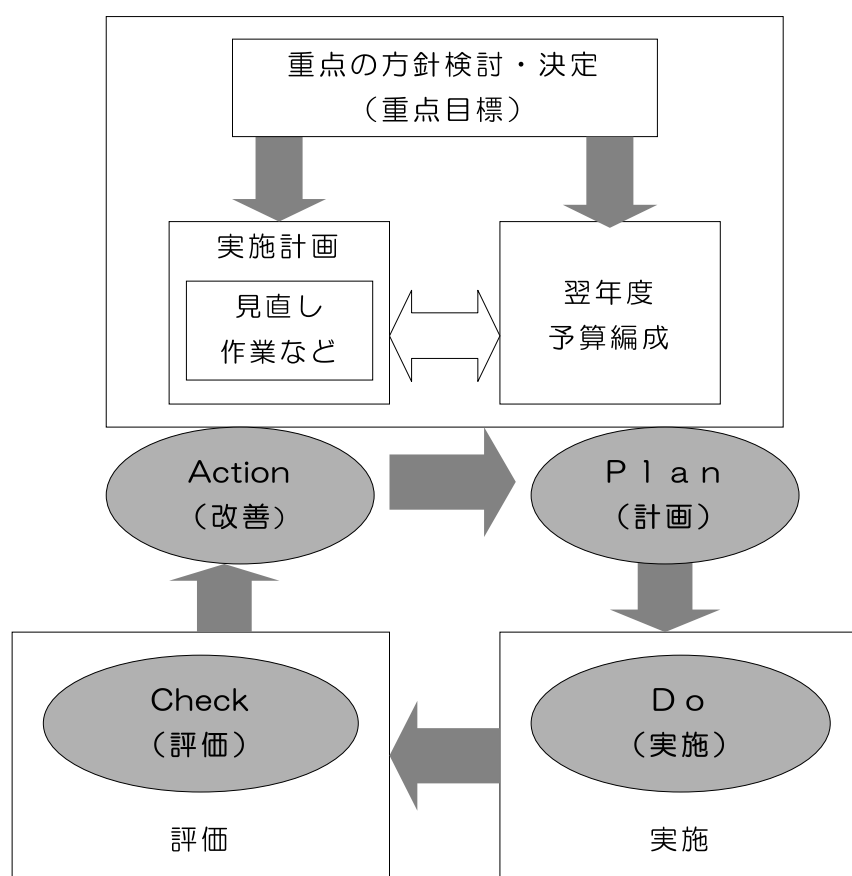 重点の方針検討・決定
（重点目標）
実施計画
見直し
作業など
翌年度
予算編成
Action
（改善）
Ｐｌａｎ
（計画）
Check
（評価）
評価
Ｄｏ
（実施）
実施